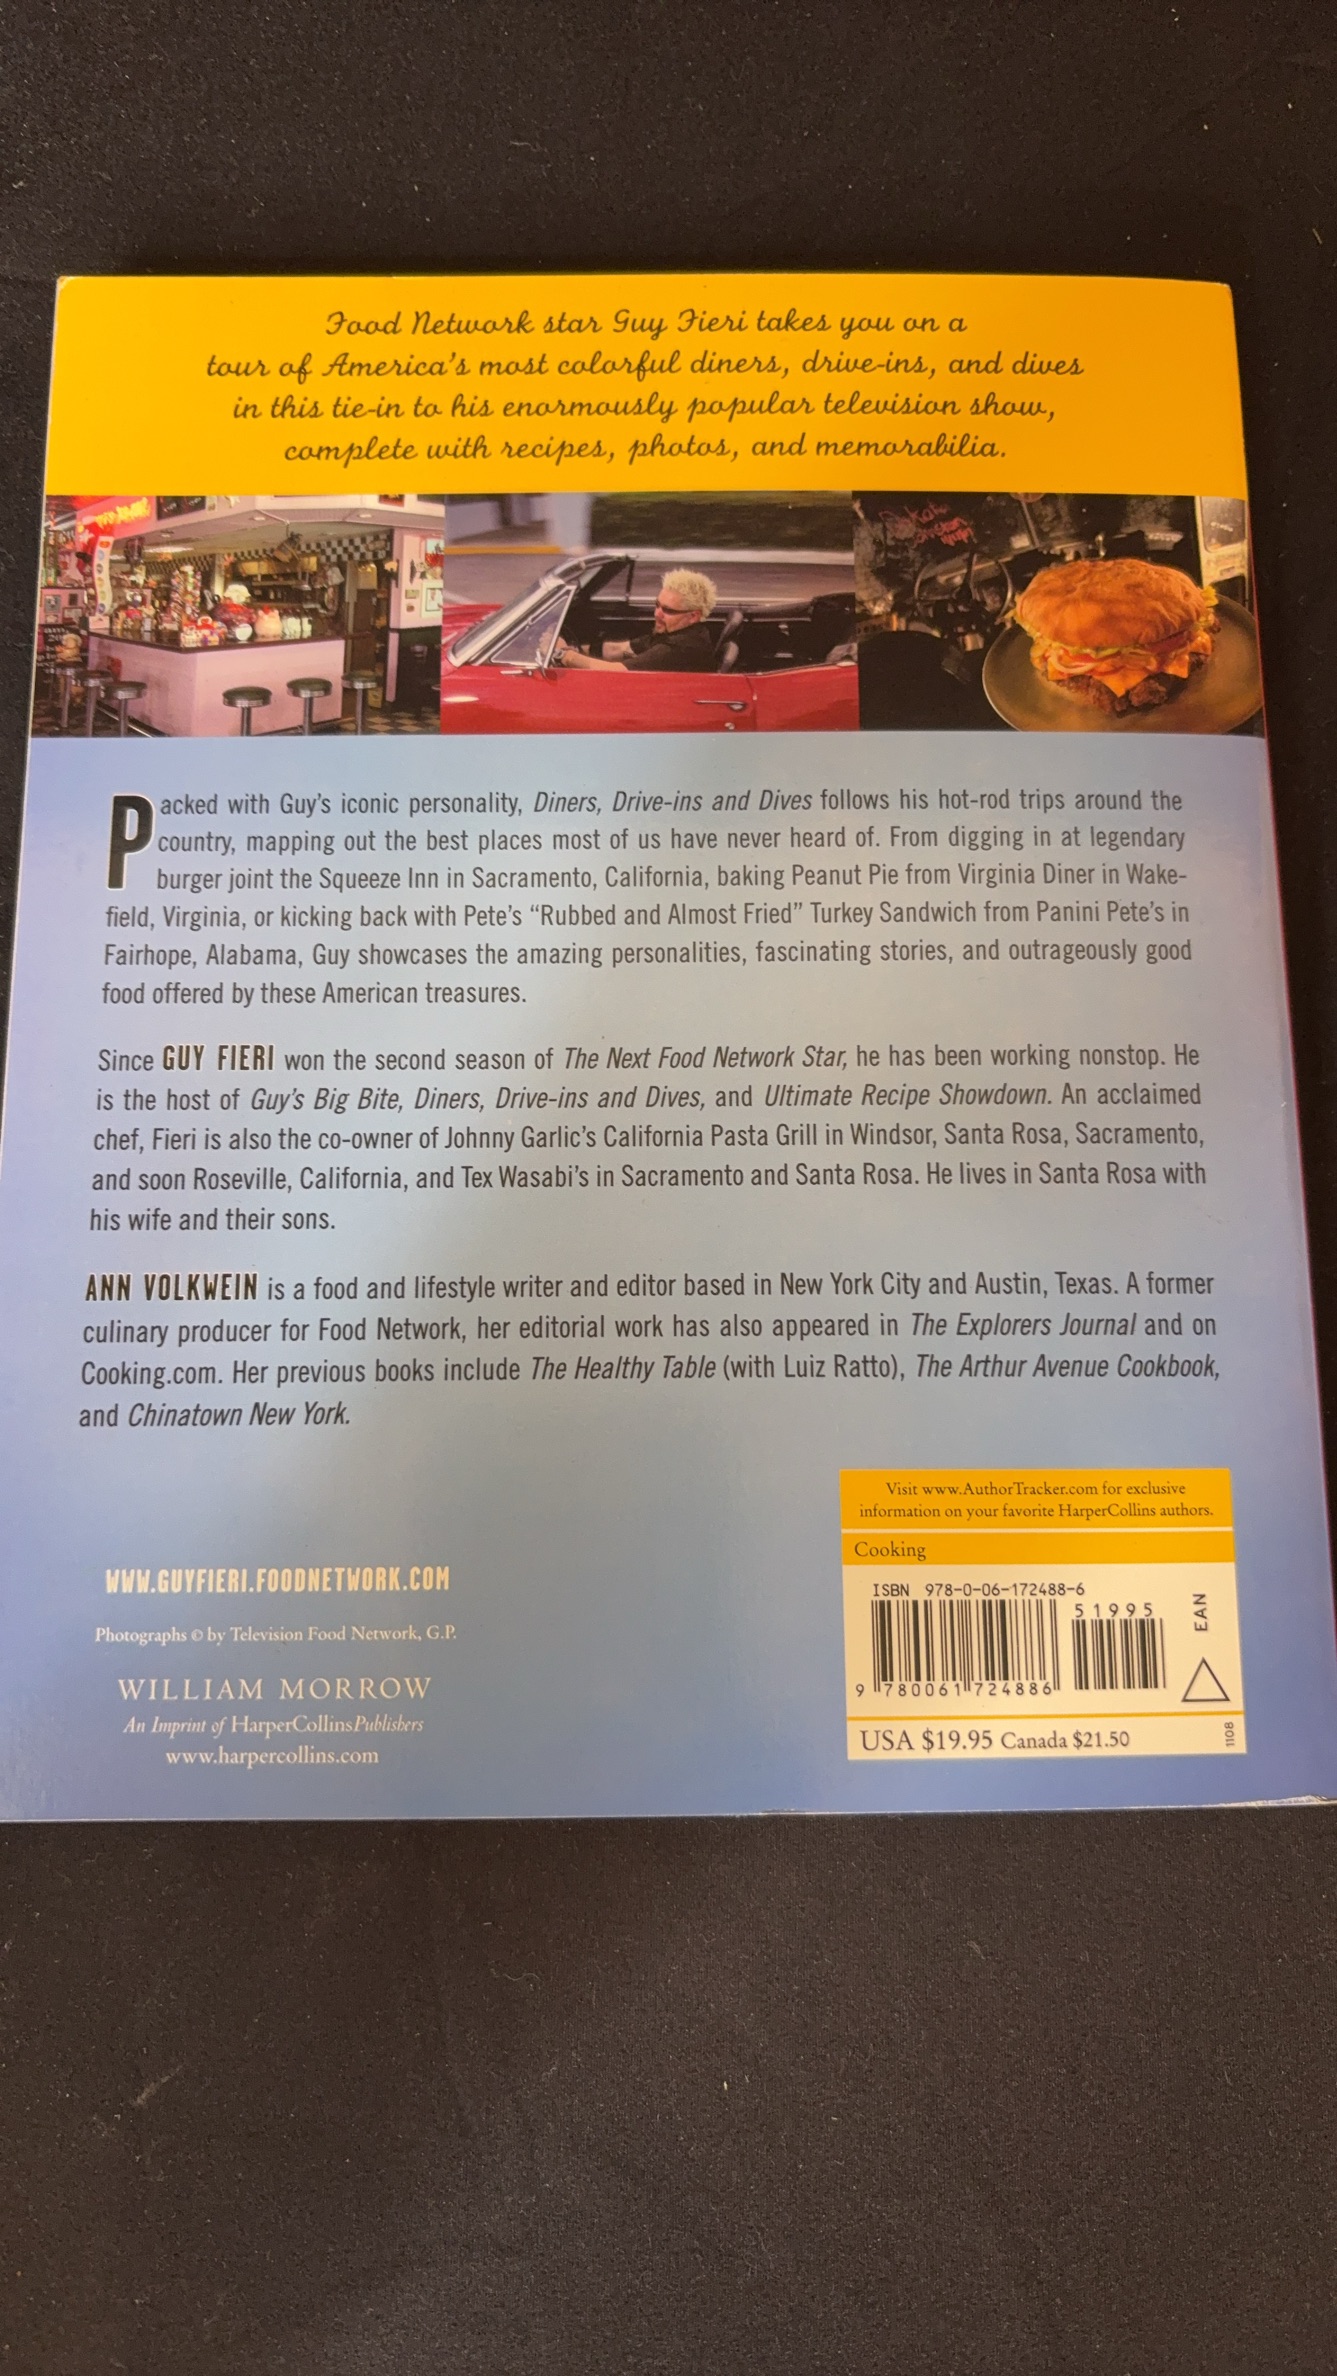 Food Network star Guy Fieri takes you on a
tour of America's most colorful diners, drive-ins, and dives
in this tie-in to his enormously popular television show,
complete with recipes, photos, and memorabilia.
Packed with Guy's iconic personality, Diners, Drive-ins and Dives follows his hot-rod trips around the
country, mapping out the best places most of us have never heard of. From digging in at legendary
burger joint the Squeeze Inn in Sacramento, California, baking Peanut Pie from Virginia Diner in Wake-
field, Virginia, or kicking back with Pete's “Rubbed and Almost Fried” Turkey Sandwich from Panini Pete's in
Fairhope, Alabama, Guy showcases the amazing personalities, fascinating stories, and outrageously good
food offered by these American treasures.
Since GUY FIERI won the second season of The Next Food Network Star, he has been working nonstop. He
is the host of Guy's Big Bite, Diners, Drive-ins and Dives, and Ultimate Recipe Showdown. An acclaimed
chef, Fieri is also the co-owner of Johnny Garlic's California Pasta Grill in Windsor, Santa Rosa, Sacramento,
and soon Roseville, California, and Tex Wasabi's in Sacramento and Santa Rosa. He lives in Santa Rosa with
his wife and their sons.
ANN VOLKWEIN is a food and lifestyle writer and editor based in New York City and Austin, Texas. A former
culinary producer for Food Network, her editorial work has also appeared in The Explorers Journal and on
Cooking.com. Her previous books include The Healthy Table (with Luiz Ratto), The Arthur Avenue Cookbook,
and Chinatown New York.
WWW.GUYFIERI.FOODNETWORK.COM
Photographs © by Television Food Network, G.P.
WILLIAM MORROW
An Imprint of HarperCollinsPublishers
www.harpercollins.com
Visit www.AuthorTracker.com for exclusive
information on your favorite HarperCollins authors.
Cooking
ISBN 978-0-06-172488-6
51995
EAN
9 780061 724886
USA $19.95 Canada $21.50
1108